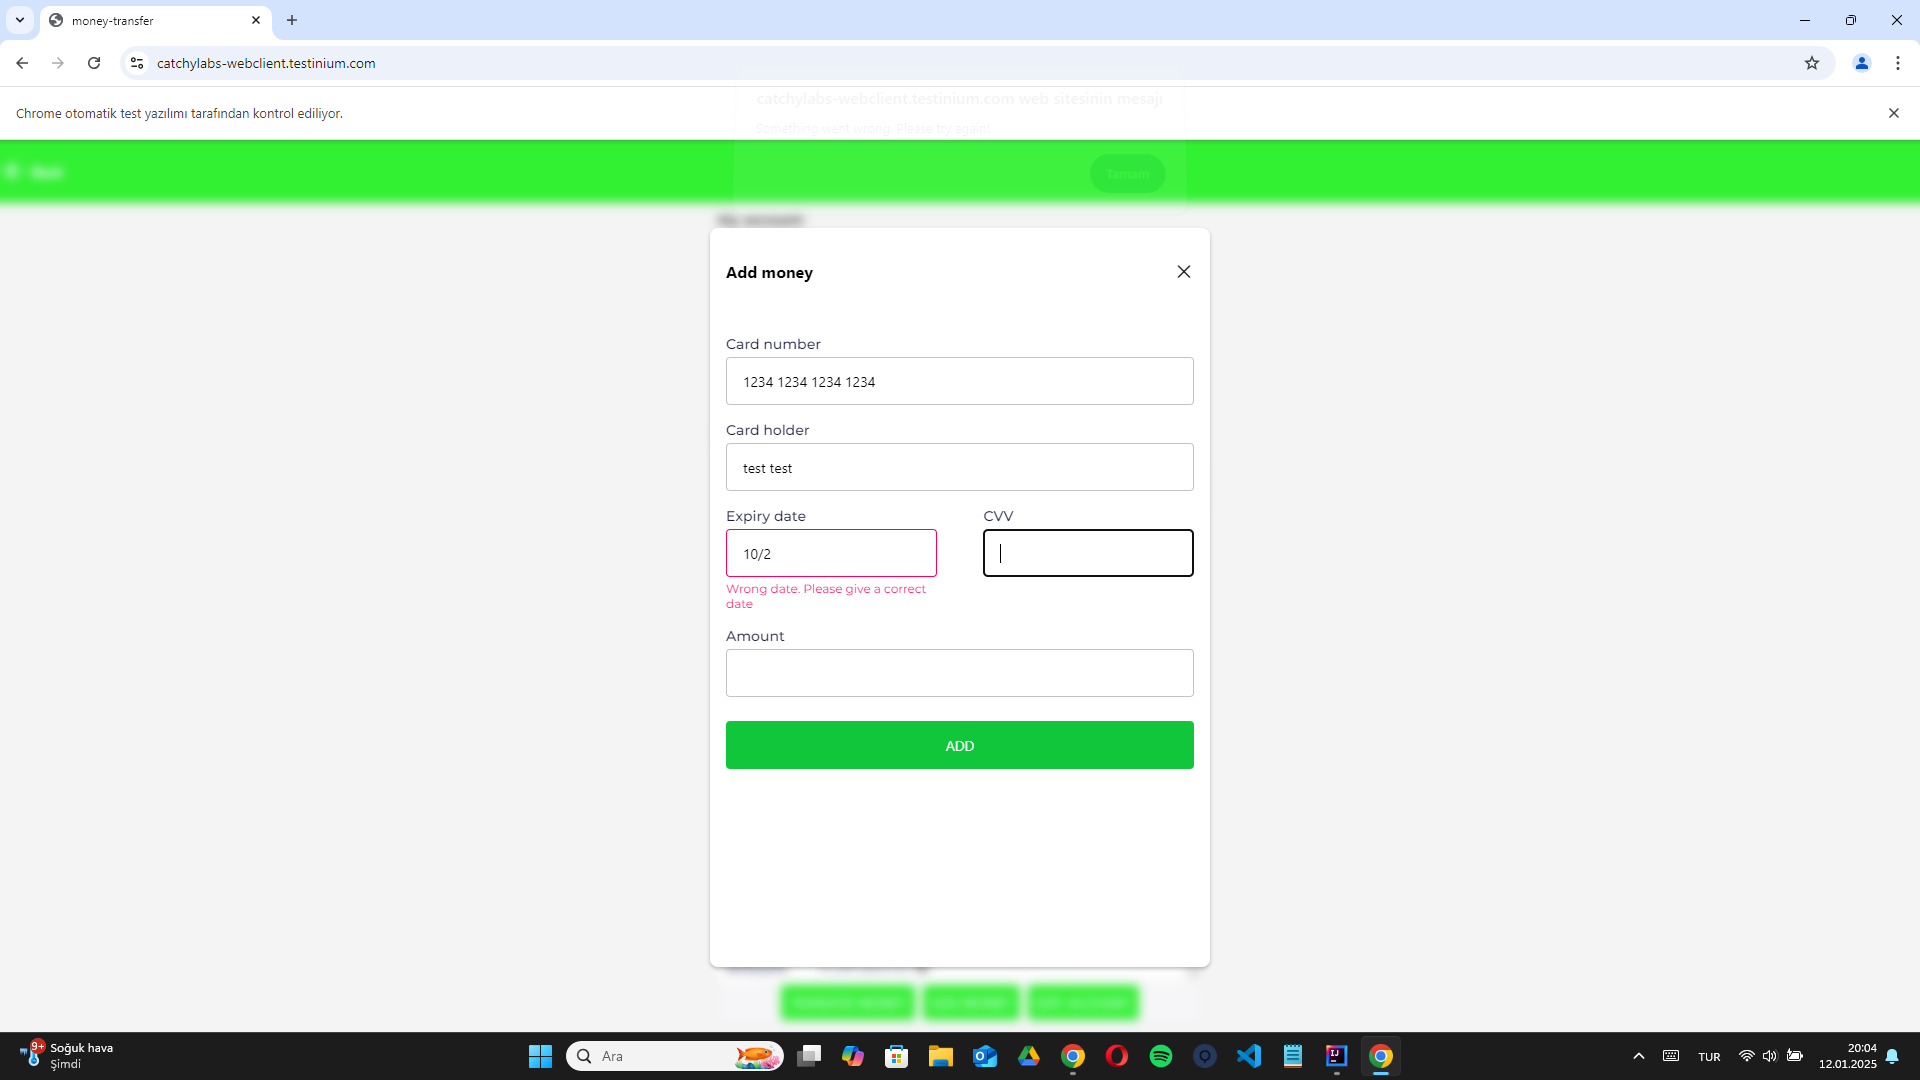 money-transfer
catchylabs-webclient.testinium.com
Chrome otomatik test yazılımı tarafından kontrol ediliyor.
catchylabs-webclient.testinium.com web sitesinin mesajı
Something went wrong. Please try again!
Tamam
My account
Add money
Card number
1234 1234 1234 1234
Card holder
test test
Expiry date
CVV
10/2
Wrong date. Please give a correct
date
Amount
ADD
9+
Soğuk hava
Şimdi
Ara
TUR
20:04
12.01.2025